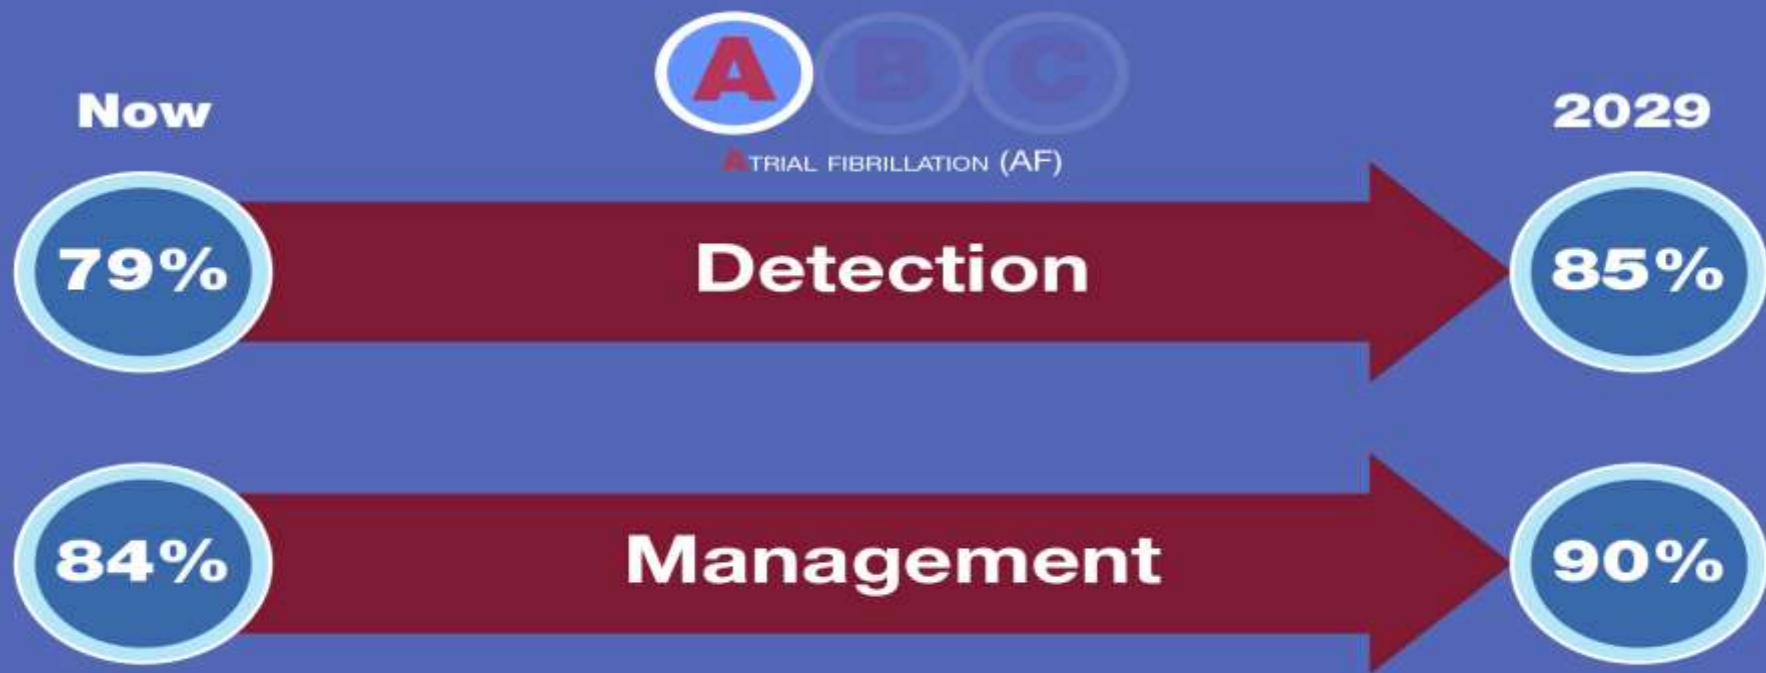 A B C
Now
2029
ATRIAL FIBRILLATION (AF)
79%
Detection
85%
84%
Management
90%